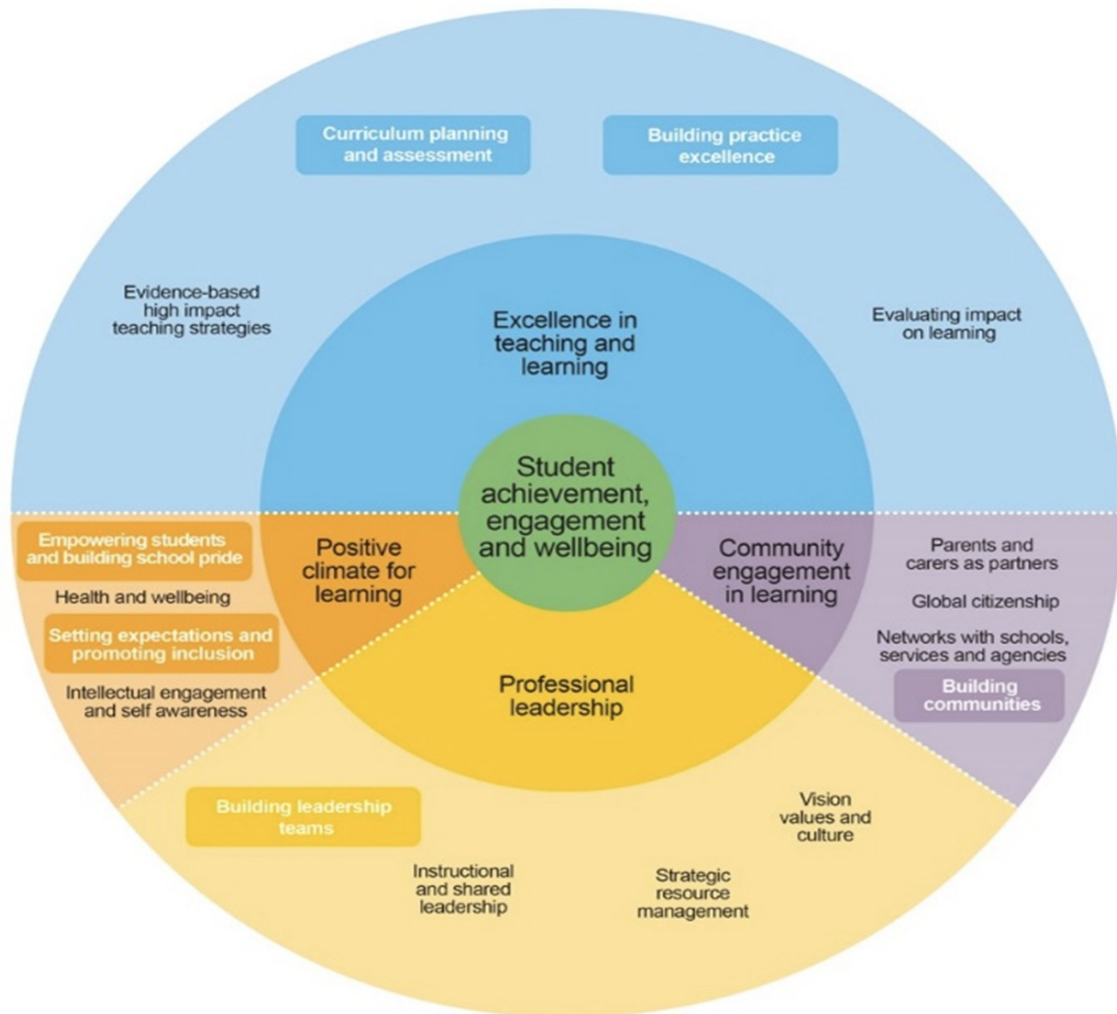 Curriculum planning
and assessment
Building practice
excellence
Evidence-based
high impact
teaching strategies
Excellence in
teaching and
learning
Evaluating impact
on learning
Student
achievement,
engagement
and wellbeing
Empowering students
and building school pride
Health and wellbeing
Setting expectations and
promoting inclusion
Intellectual engagement
and self awareness
Positive
climate for
learning
Community
engagement
in learning
Parents and
carers as partners
Global citizenship
Networks with schools,
services and agencies
Building
communities
Professional
leadership
Building leadership
teams
Instructional
and shared
leadership
Strategic
resource
management
Vision
values and
culture